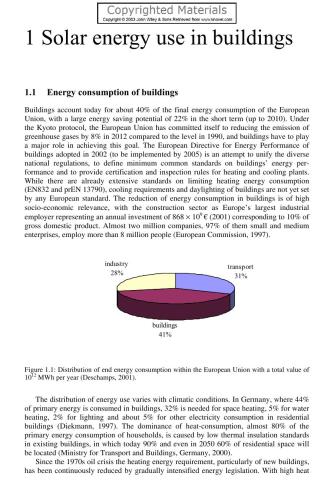 Copyrighted Materials
Copyright © 2003 John Wiley & Sons Retrieved from www.knovel.com
1 Solar energy use in buildings
1.1 Energy consumption of buildings
Buildings account today for about 40% of the final energy consumption of the European
Union, with a large energy saving potential of 22% in the short term (up to 2010). Under
the Kyoto protocol, the European Union has committed itself to reducing the emission of
greenhouse gases by 8% in 2012 compared to the level in 1990, and buildings have to play
a major role in achieving this goal. The European Directive for Energy Performance of
buildings adopted in 2002 (to be implemented by 2005) is an attempt to unify the diverse
national regulations, to define minimum common standards on buildings' energy per-
formance and to provide certification and inspection rules for heating and cooling plants.
While there are already extensive standards on limiting heating energy consumption
(EN832 and prEN 13790), cooling requirements and daylighting of buildings are not yet set
by any European standard. The reduction of energy consumption in buildings is of high
socio-economic relevance, with the construction sector as Europe's largest industrial
employer representing an annual investment of 868 × 10⁹ € (2001) corresponding to 10% of
gross domestic product. Almost two million companies, 97% of them small and medium
enterprises, employ more than 8 million people (European Commission, 1997).
industry
28%
transport
31%
buildings
41%
Figure 1.1: Distribution of end energy consumption within the European Union with a total value of
10¹² MWh per year (Deschamps, 2001).
The distribution of energy use varies with climatic conditions. In Germany, where 44%
of primary energy is consumed in buildings, 32% is needed for space heating, 5% for water
heating, 2% for lighting and about 5% for other electricity consumption in residential
buildings (Diekmann, 1997). The dominance of heat-consumption, almost 80% of the
primary energy consumption of households, is caused by low thermal insulation standards
in existing buildings, in which today 90% and even in 2050 60% of residential space will
be located (Ministry for Transport and Buildings, Germany, 2000).
Since the 1970s oil crisis the heating energy requirement, particularly of new buildings,
has been continuously reduced by gradually intensified energy legislation. With high heat